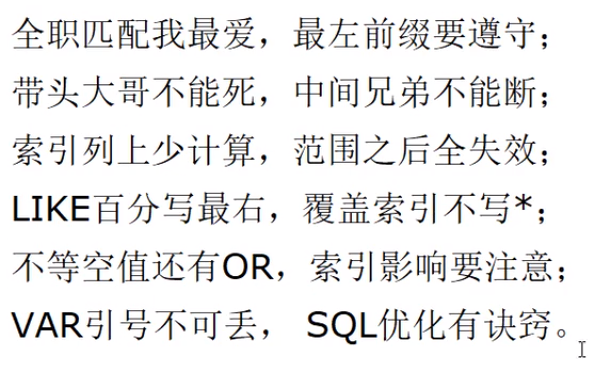 全职匹配我最爱，最左前缀要遵守；
带头大哥不能死，中间兄弟不能断；
索引列上少计算，范围之后全失效；
LIKE百分写最右，覆盖索引不写*；
不等空值还有OR，索引影响要注意；
VAR引号不可丢， SQL优化有诀窍。